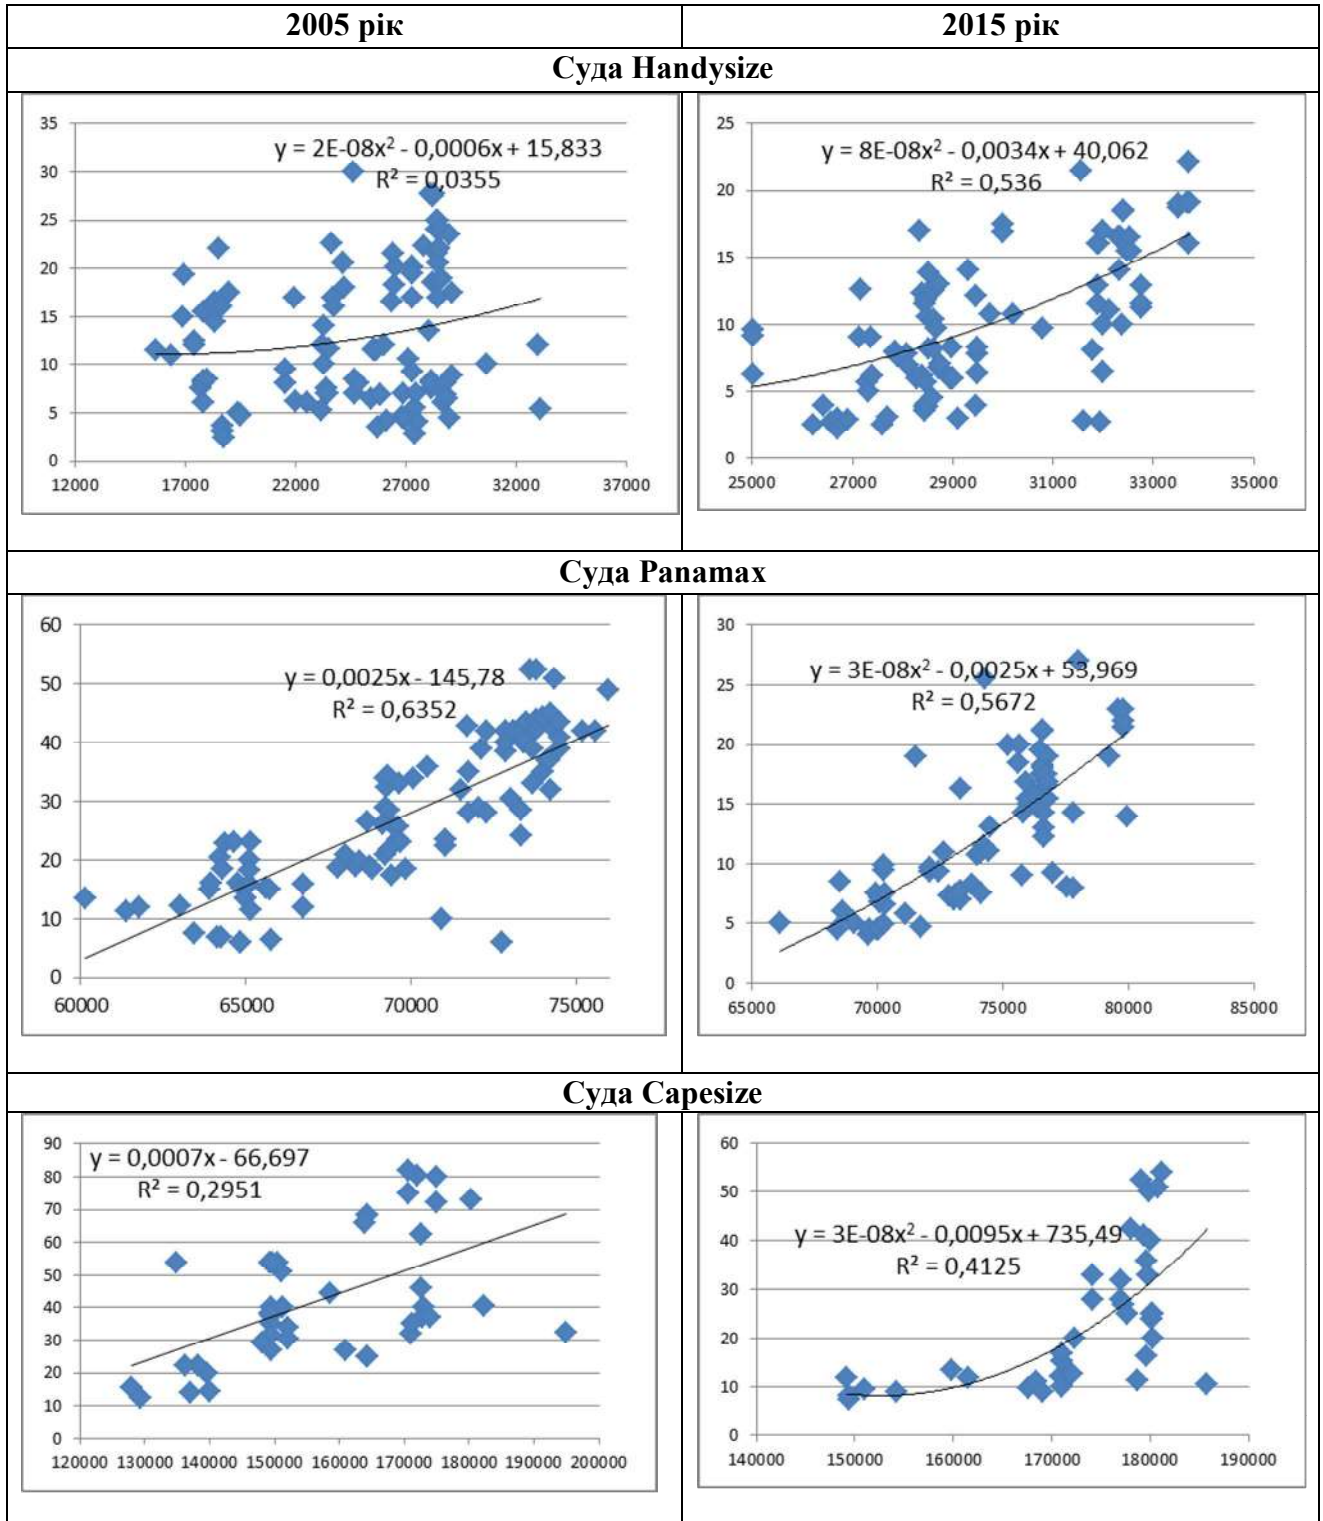 2005 рік
2015 рік
Суда Handysize
y = 2E-08x² - 0,0006x + 15,833
R² = 0,0355
35
30
25
20
15
10
5
0
12000 17000 22000 27000 32000 37000
y = 8E-08x² - 0,0034x + 40,062
R² = 0,536
25
20
15
10
5
0
25000 27000 29000 31000 33000 35000
Суда Panamax
y = 0,0025x - 145,78
R² = 0,6352
60
50
40
30
20
10
0
60000 65000 70000 75000
y = 3E-08x² - 0,0025x + 53,969
R² = 0,5672
30
25
20
15
10
5
0
65000 70000 75000 80000 85000
Суда Capesize
y = 0,0007x - 66,697
R² = 0,2951
90
80
70
60
50
40
30
20
10
0
120000 130000 140000 150000 160000 170000 180000 190000 200000
y = 3E-08x² - 0,0095x + 735,49
R² = 0,4125
60
50
40
30
20
10
0
140000 150000 160000 170000 180000 190000